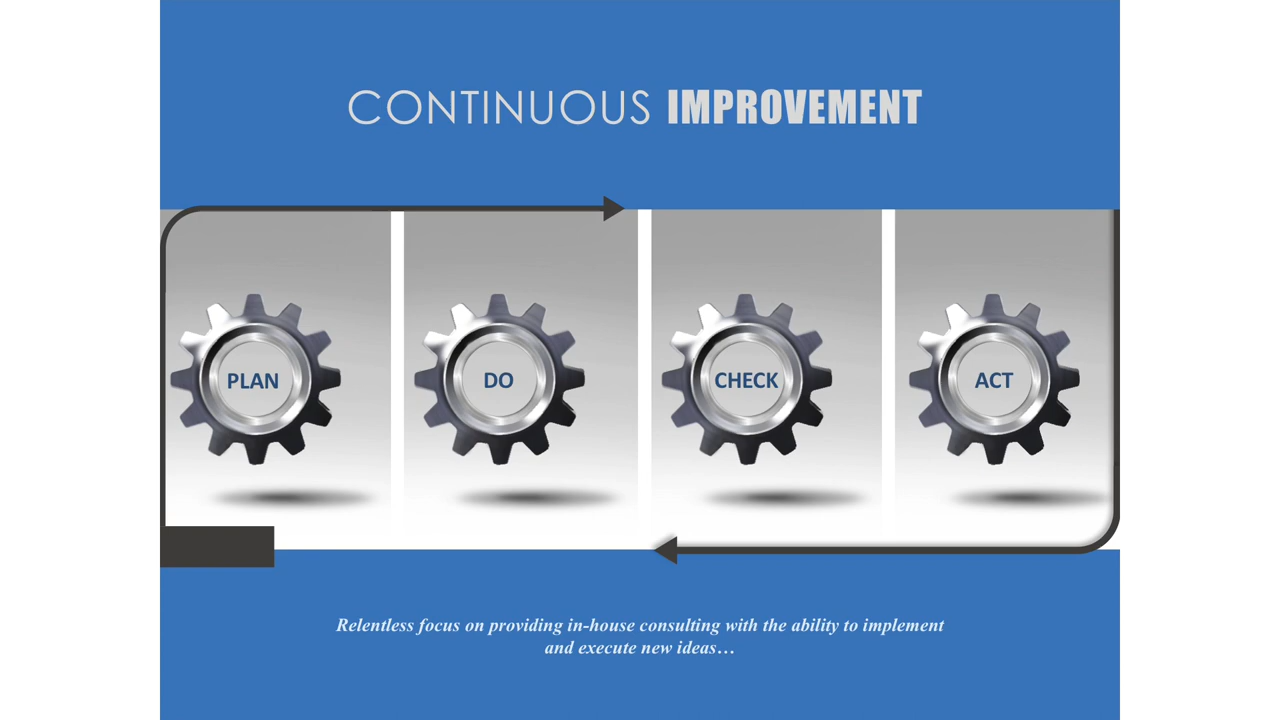 CONTINUOUS IMPROVEMENT
PLAN
DO
CHECK
ACT
Relentless focus on providing in-house consulting with the ability to implement
and execute new ideas…